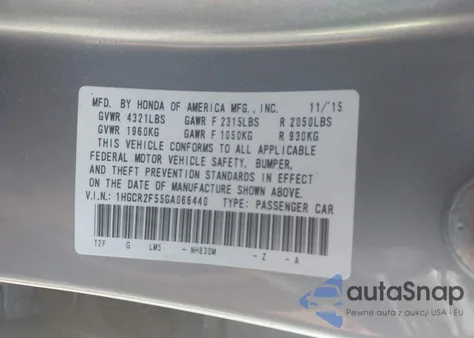 MFD. BY HONDA OF AMERICA MFG., INC. 11/'15
GVWR 4321LBS GAWR F 2315LBS R 2050LBS
GVWR 1960KG GAWR F 1050KG R 930KG
THIS VEHICLE CONFORMS TO ALL APPLICABLE
FEDERAL MOTOR VEHICLE SAFETY, BUMPER,
AND THEFT PREVENTION STANDARDS IN EFFECT
ON THE DATE OF MANUFACTURE SHOWN ABOVE.
V.I.N.: 1HGCR2F55GA066440 TYPE: PASSENGER CAR
T2F G LM5 - NH830M - Z - A
autoSnap
Pewne auta z aukcji USA i EU